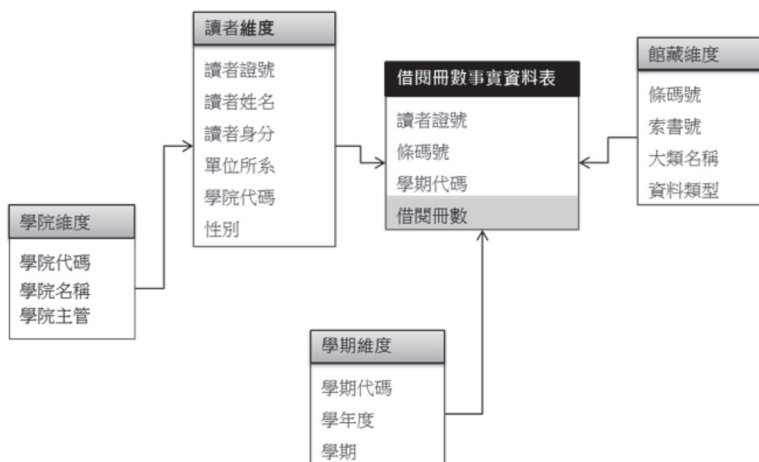 讀者維度
讀者證號
讀者姓名
讀者身分
單位所系
學院代碼
性別
借閱冊數事實資料表
讀者證號
條碼號
學期代碼
借閱冊數
館藏維度
條碼號
索書號
大類名稱
資料類型
學院維度
學院代碼
學院名稱
學院主管
學期維度
學期代碼
學年度
學期